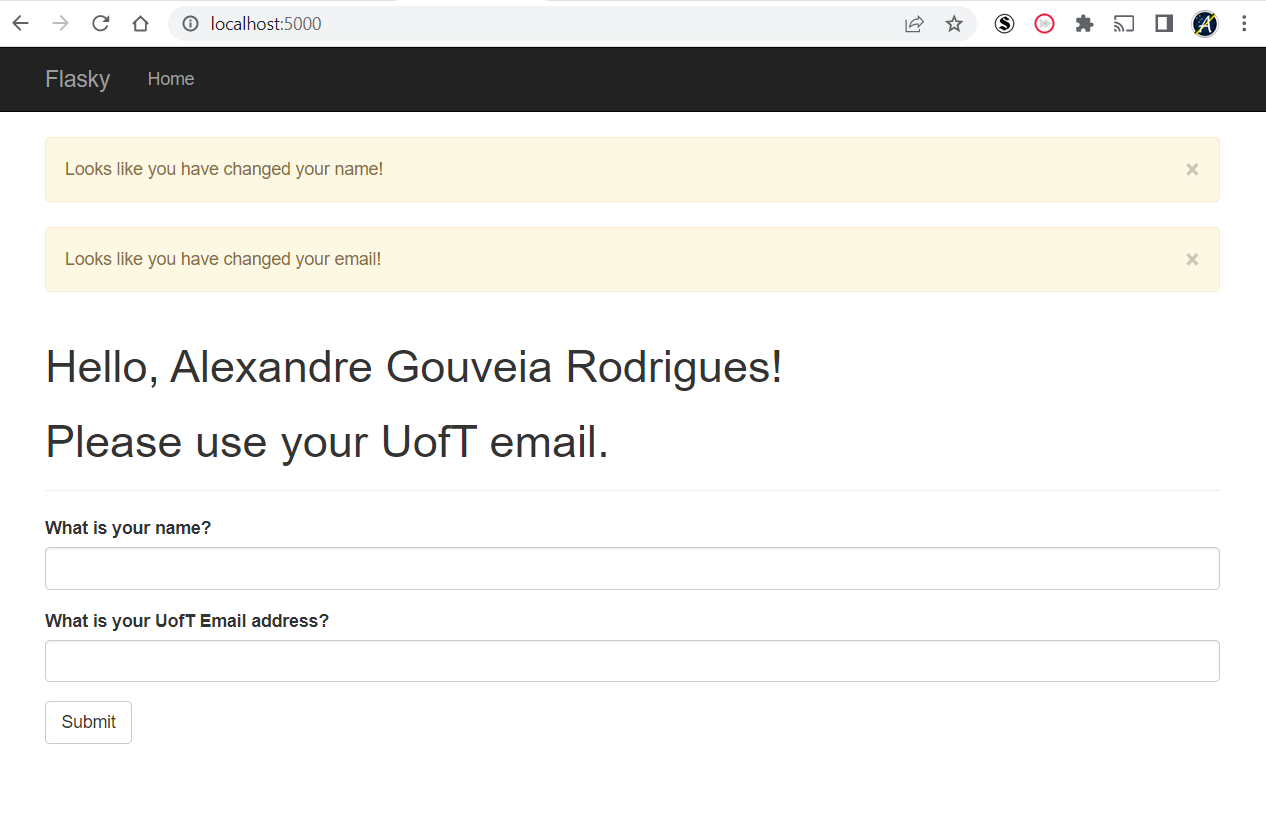 localhost:5000
Flasky Home
Looks like you have changed your name! ×
Looks like you have changed your email! ×
Hello, Alexandre Gouveia Rodrigues!
Please use your UofT email.
What is your name?
What is your UofT Email address?
Submit